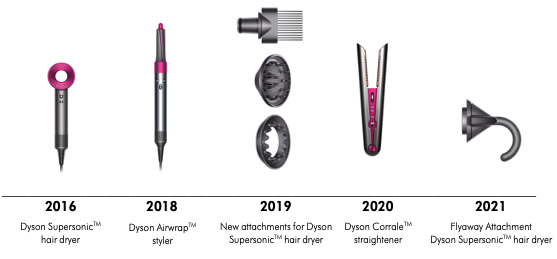 2016
Dyson Supersonic™
hair dryer
2018
Dyson Airwrap™
styler
2019
New attachments for Dyson
Supersonic™ hair dryer
2020
Dyson Corrale™
straightener
2021
Flyaway Attachment
Dyson Supersonic™ hair dryer